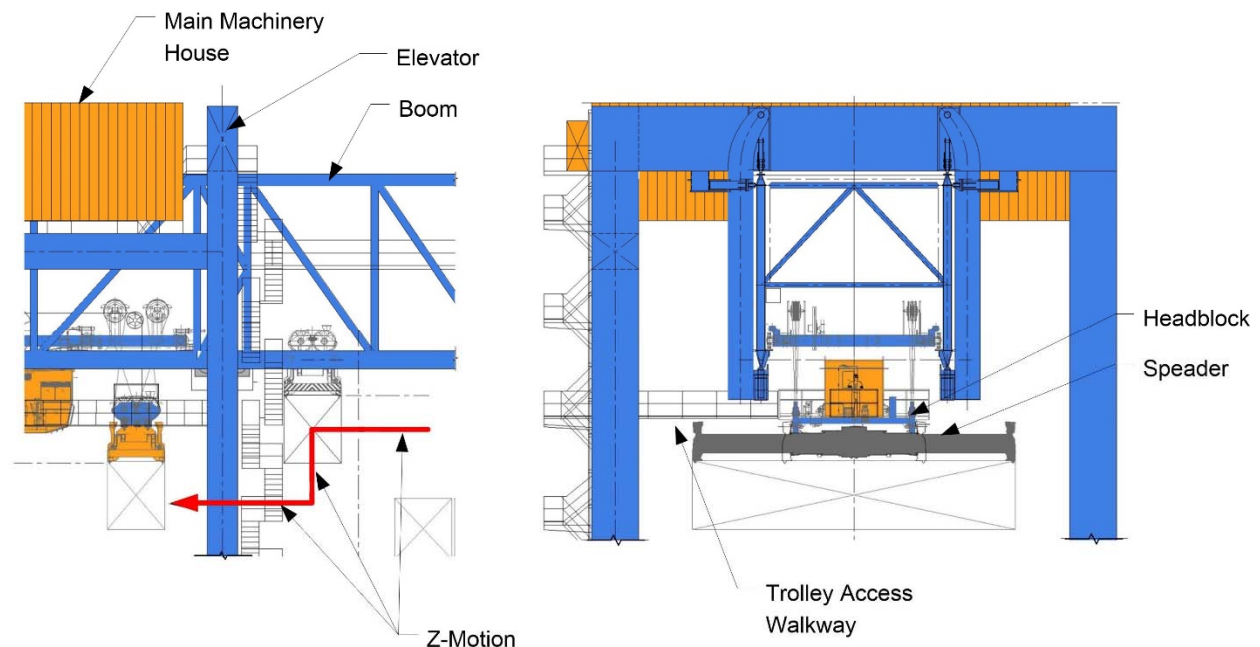 Main Machinery
House
Elevator
Boom
Headblock
Speader
Trolley Access
Walkway
Z-Motion